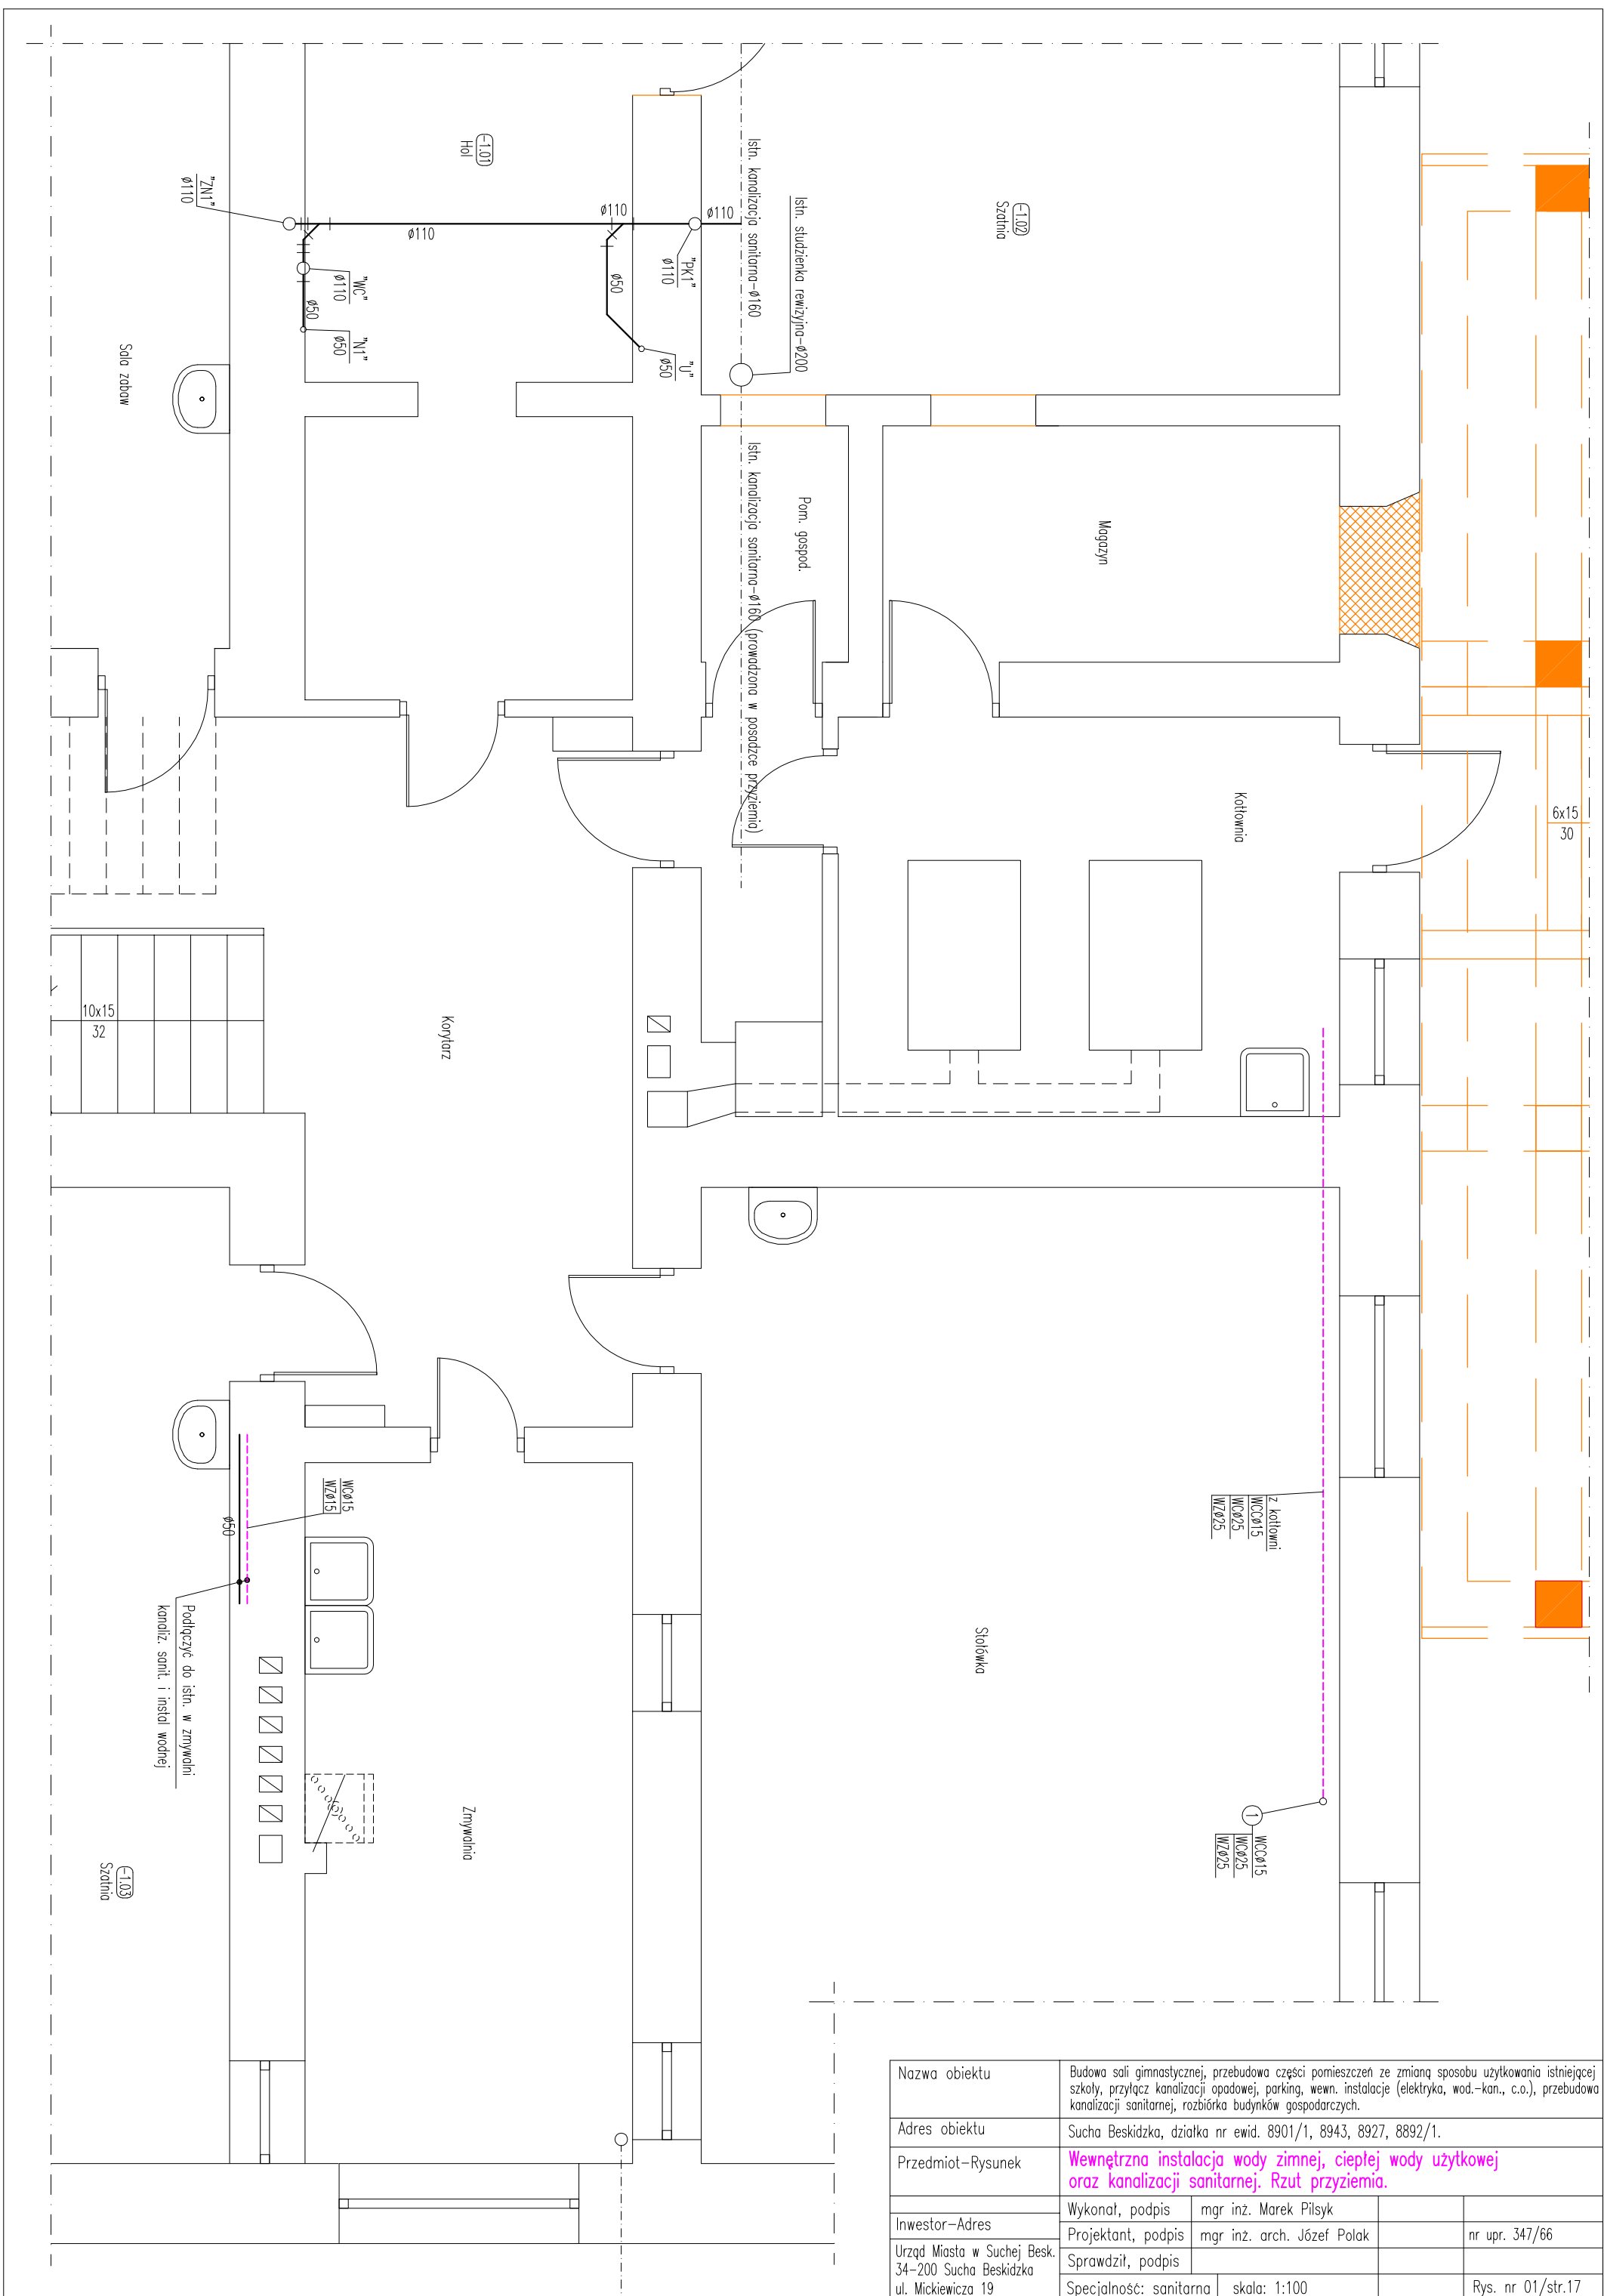 -1.01
Hol
"ZN1"
ø110
ø110
ø110
ø110
"WC"
ø110
ø50
"N1"
ø50
ø50
"U"
ø50
"PK1"
ø110
Istn. kanalizacja sanitarna-ø160
Istn. studzienka rewizyjna-ø200
-1.02
Szatnia
Sala zabaw
Istn. kanalizacja sanitarna-ø160 (prowadzona w posadzce przyziemia)
Pom. gospod.
Magazyn
Kotłownia
6x15
30
10x15
32
Korytarz
WCø15
WZø15
ø50
Podłączyć do istn. w zmywalni
kanaliz. sanit. i instal wodnej
z kotłowni
WCCø15
WCø25
WZø25
Stołówka
1
WCCø15
WCø25
WZø25
Zmywalnia
-1.03
Szatnia
Nazwa obiektu
Budowa sali gimnastycznej, przebudowa części pomieszczeń ze zmianą sposobu użytkowania istniejącej
szkoły, przyłącz kanalizacji opadowej, parking, wewn. instalacje (elektryka, wod.-kan., c.o.), przebudowa
kanalizacji sanitarnej, rozbiórka budynków gospodarczych.
Adres obiektu
Sucha Beskidzka, działka nr ewid. 8901/1, 8943, 8927, 8892/1.
Przedmiot-Rysunek
Wewnętrzna instalacja wody zimnej, ciepłej wody użytkowej
oraz kanalizacji sanitarnej. Rzut przyziemia.
Wykonał, podpis mgr inż. Marek Pilsyk
Inwestor-Adres
Projektant, podpis mgr inż. arch. Józef Polak nr upr. 347/66
Urząd Miasta w Suchej Besk.
34-200 Sucha Beskidzka
ul. Mickiewicza 19
Sprawdził, podpis
Specjalność: sanitarna skala: 1:100 Rys. nr 01/str.17